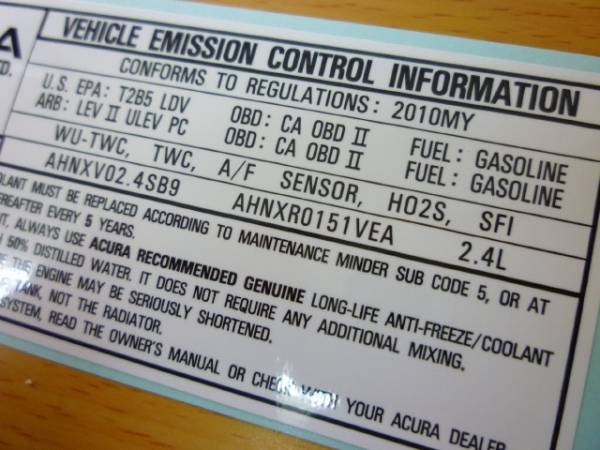 A VEHICLE EMISSION CONTROL INFORMATION
TD. CONFORMS TO REGULATIONS: 2010MY
U.S. EPA: T2B5 LDV OBD: CA OBD II FUEL: GASOLINE
ARB: LEV II ULEV PC OBD: CA OBD II FUEL: GASOLINE
WU-TWC, TWC, A/F SENSOR, HO2S, SFI
AHNXV02.4SB9 AHNXR0151VEA 2.4L
LANT MUST BE REPLACED ACCORDING TO MAINTENANCE MINDER SUB CODE 5, OR AT
REAFTER EVERY 5 YEARS.
T, ALWAYS USE ACURA RECOMMENDED GENUINE LONG-LIFE ANTI-FREEZE/COOLANT
50% DISTILLED WATER. IT DOES NOT REQUIRE ANY ADDITIONAL MIXING.
THE ENGINE MAY BE SERIOUSLY SHORTENED.
TANK, NOT THE RADIATOR.
SYSTEM, READ THE OWNER'S MANUAL OR CHECK WITH YOUR ACURA DEALER